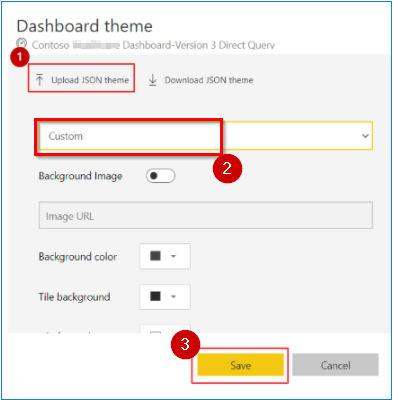 Dashboard theme
Contoso Dashboard-Version 3 Direct Query
1
Upload JSON theme
Download JSON theme
Custom
2
Background Image
Image URL
Background color
Tile background
3
Save
Cancel